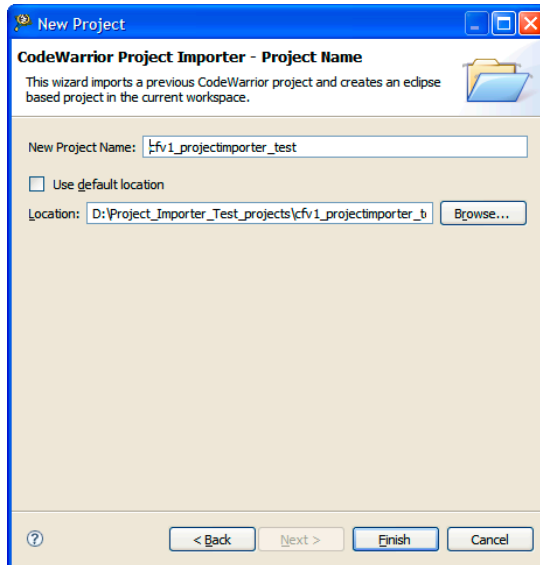 New Project
CodeWarrior Project Importer - Project Name
This wizard imports a previous CodeWarrior project and creates an eclipse
based project in the current workspace.
New Project Name: cfv1_projectimporter_test
Use default location
Location: D:\Project_Importer_Test_projects\cfv1_projectimporter_t Browse...
?
< Back Next > Finish Cancel